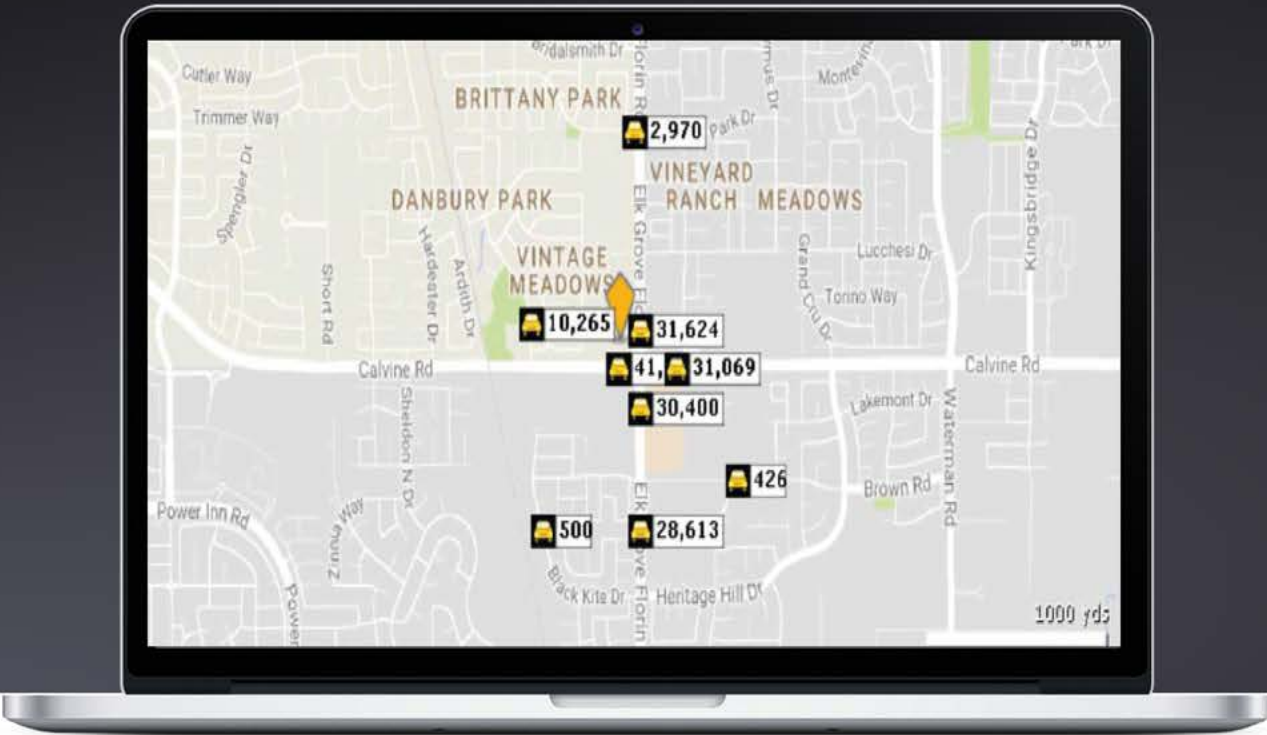 Cutler Way
Trimmer Way
Spengler Dr
BRITTANY PARK
2,970
Park Dr
VINEYARD
RANCH MEADOWS
DANBURY PARK
VINTAGE
MEADOWS
Elk Grove
Short Rd
Hardester Dr
Ardith Dr
Grand Cru Dr
Lucchesi Dr
Torino Way
Kingsbridge Dr
10,265
31,624
Calvine Rd
41,
31,069
Calvine Rd
30,400
Sheldon N Dr
Lakemont Dr
Waterman Rd
426
Brown Rd
Power Inn Rd
Zinnea Way
500
28,613
Elk
Florin
Black Kite Dr
Heritage Hill Dr
Power
1000 yds